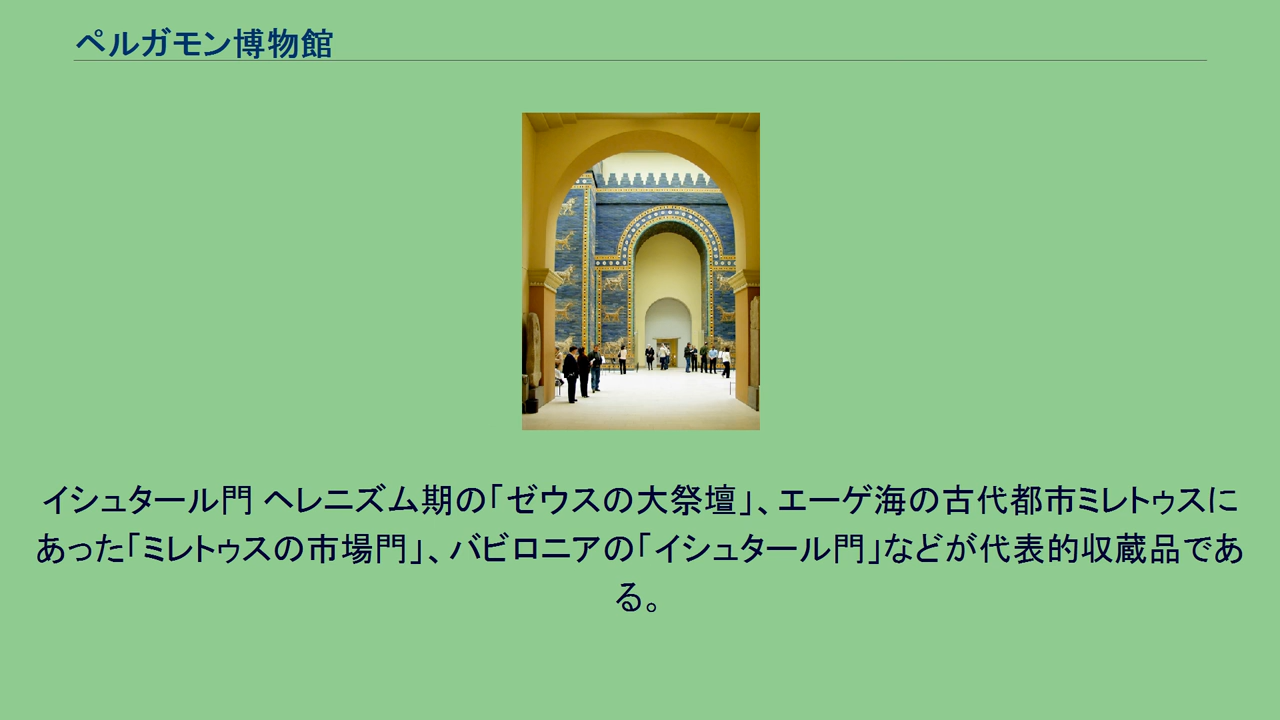 ペルガモン博物館
イシュタール門 ヘレニズム期の「ゼウスの大祭壇」、エーゲ海の古代都市ミレトゥスに
あった「ミレトゥスの市場門」、バビロニアの「イシュタール門」などが代表的収蔵品であ
る。